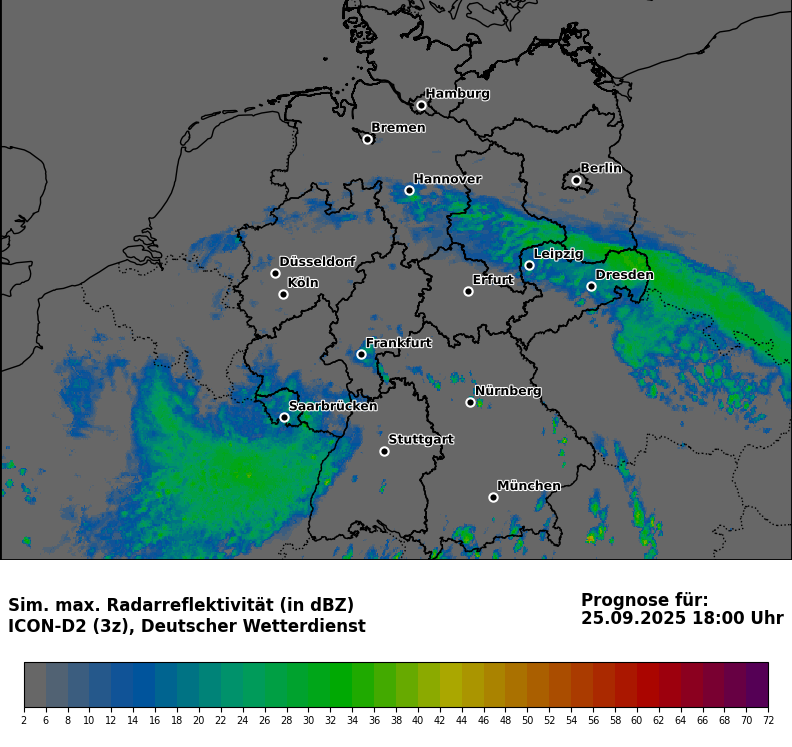 Hamburg
Bremen
Berlin
Hannover
Leipzig
Düsseldorf
Dresden
Köln
Erfurt
Frankfurt
Nürnberg
Saarbrücken
Stuttgart
München
Sim. max. Radarreflektivität (in dBZ)
ICON-D2 (3z), Deutscher Wetterdienst
Prognose für:
25.09.2025 18:00 Uhr
2 6 8 10 12 14 16 18 20 22 24 26 28 30 32 34 36 38 40 42 44 46 48 50 52 54 56 58 60 62 64 66 68 70 72